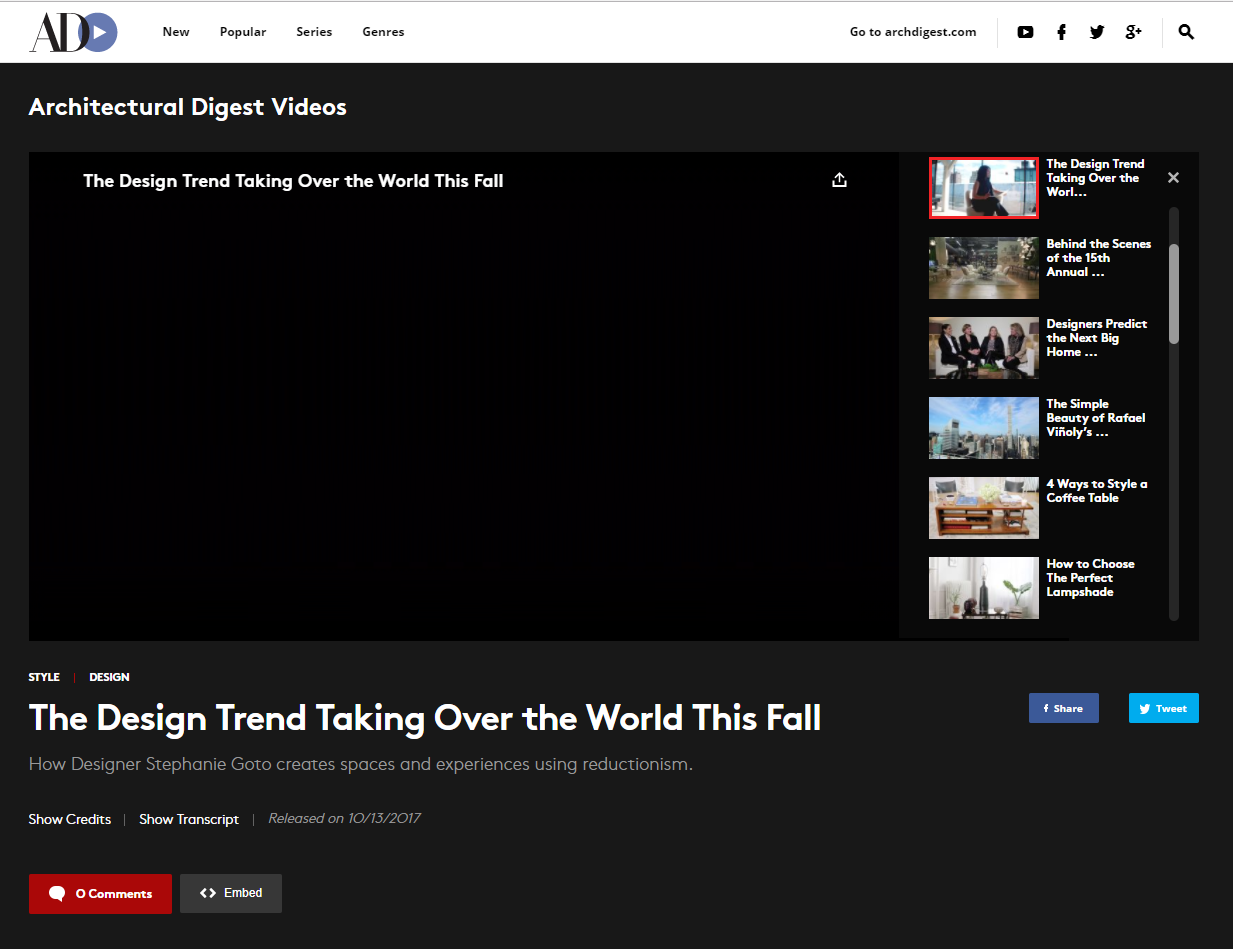 AD
New
Popular
Series
Genres
Go to archdigest.com
Architectural Digest Videos
The Design Trend Taking Over the World This Fall
The Design Trend
Taking Over the
Worl...
Behind the Scenes
of the 15th
Annual ...
Designers Predict
the Next Big
Home ...
The Simple
Beauty of Rafael
Viñoly's ...
4 Ways to Style a
Coffee Table
How to Choose
The Perfect
Lampshade
STYLE | DESIGN
The Design Trend Taking Over the World This Fall
Share
Tweet
How Designer Stephanie Goto creates spaces and experiences using reductionism.
Show Credits | Show Transcript | Released on 10/13/2017
0 Comments
Embed